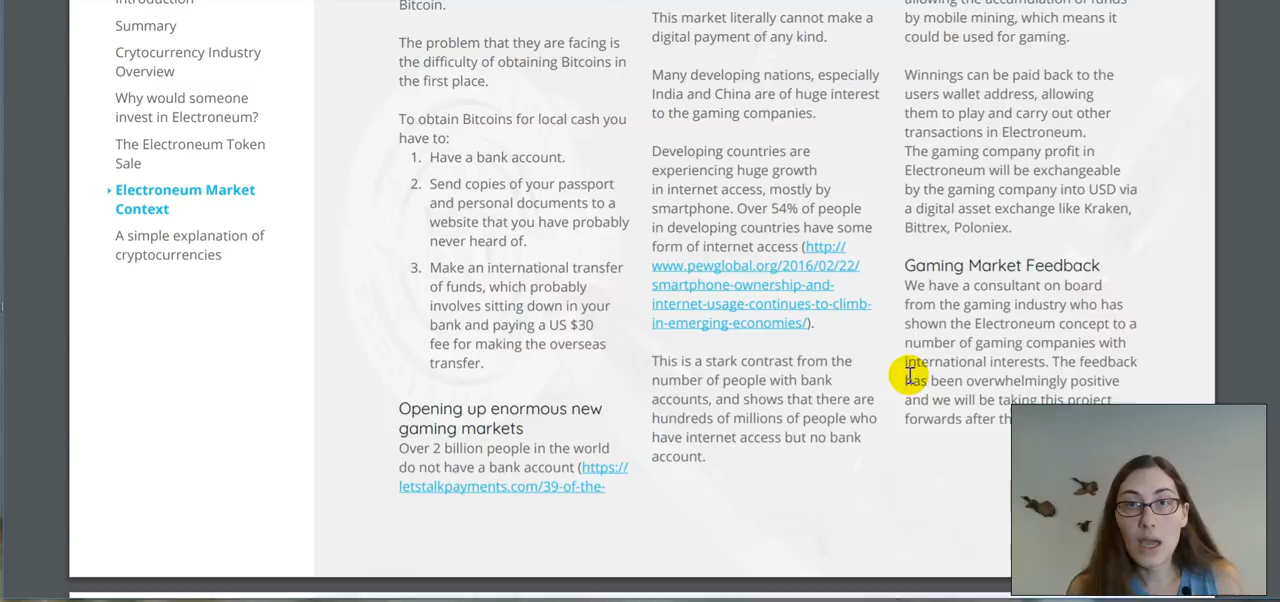 Introduction
Summary
Crytocurrency Industry
Overview
Why would someone
invest in Electroneum?
The Electroneum Token
Sale
Electroneum Market
Context
A simple explanation of
cryptocurrencies
Bitcoin.
The problem that they are facing is
the difficulty of obtaining Bitcoins in
the first place.
To obtain Bitcoins for local cash you
have to:
1. Have a bank account.
2. Send copies of your passport
and personal documents to a
website that you have probably
never heard of.
3. Make an international transfer
of funds, which probably
involves sitting down in your
bank and paying a US $30
fee for making the overseas
transfer.
Opening up enormous new
gaming markets
Over 2 billion people in the world
do not have a bank account (https://
letstalkpayments.com/39-of-the-
This market literally cannot make a
digital payment of any kind.
Many developing nations, especially
India and China are of huge interest
to the gaming companies.
Developing countries are
experiencing huge growth
in internet access, mostly by
smartphone. Over 54% of people
in developing countries have some
form of internet access (http://
www.pewglobal.org/2016/02/22/
smartphone-ownership-and-
internet-usage-continues-to-climb-
in-emerging-economies/).
This is a stark contrast from the
number of people with bank
accounts, and shows that there are
hundreds of millions of people who
have internet access but no bank
account.
allowing the accumulation of funds
by mobile mining, which means it
could be used for gaming.
Winnings can be paid back to the
users wallet address, allowing
them to play and carry out other
transactions in Electroneum.
The gaming company profit in
Electroneum will be exchangeable
by the gaming company into USD via
a digital asset exchange like Kraken,
Bittrex, Poloniex.
Gaming Market Feedback
We have a consultant on board
from the gaming industry who has
shown the Electroneum concept to a
number of gaming companies with
international interests. The feedback
has been overwhelmingly positive
and we will be taking this project
forwards after